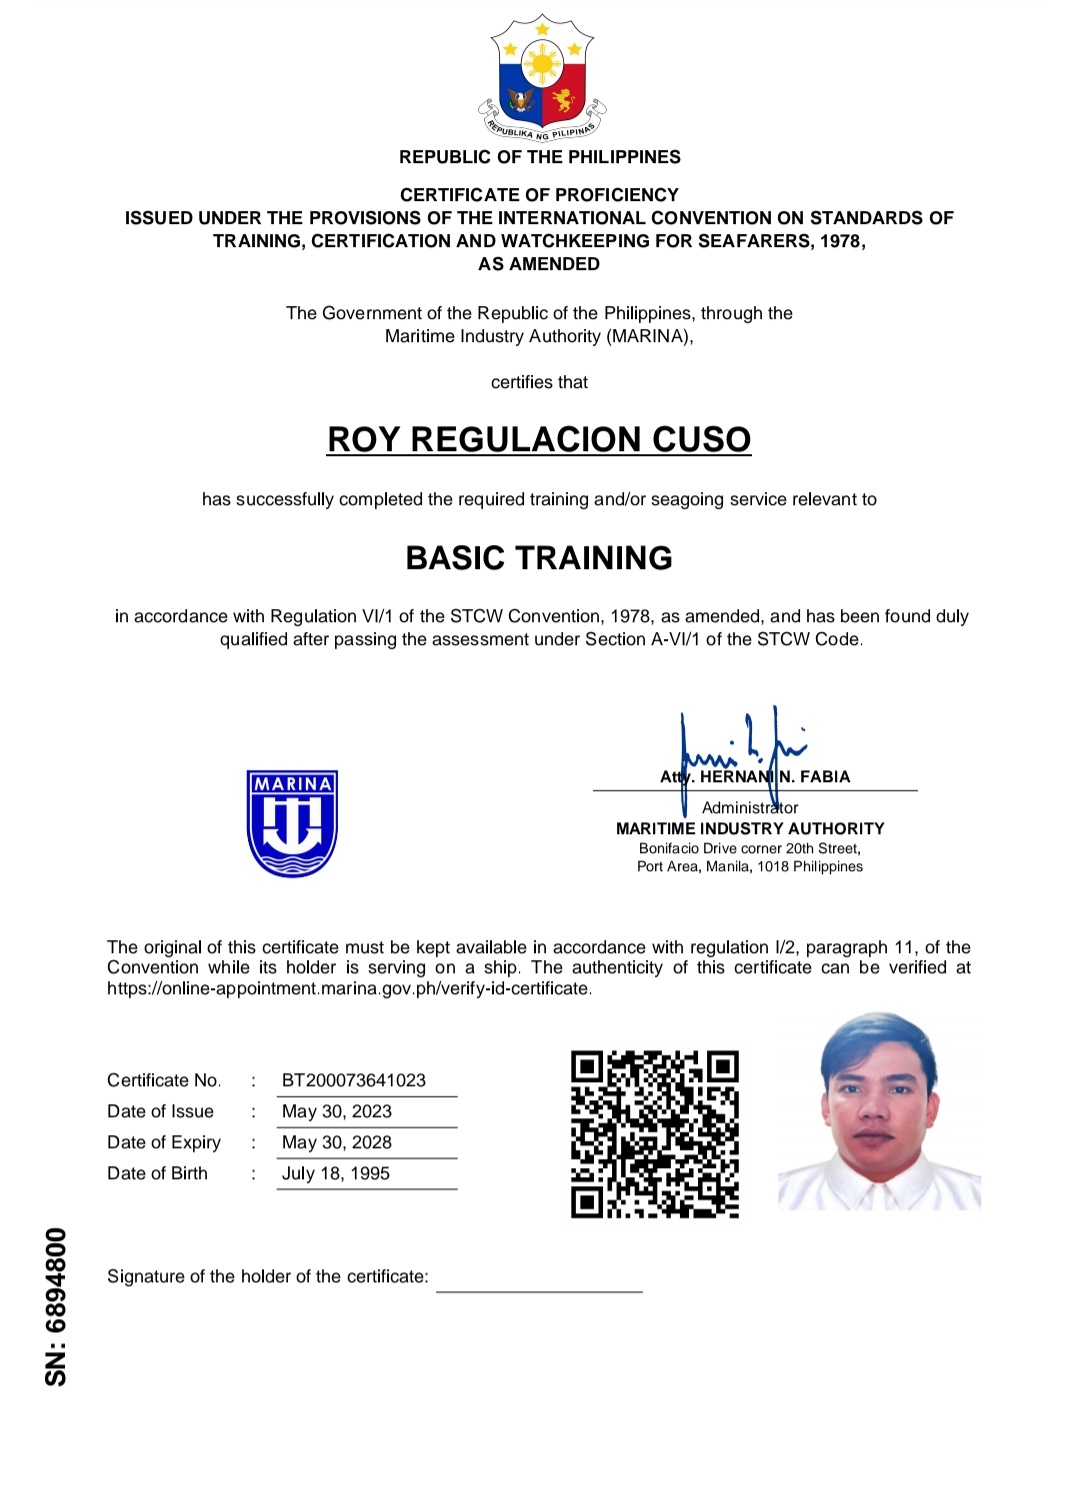 REPUBLIKA NG PILIPINAS
REPUBLIC OF THE PHILIPPINES
CERTIFICATE OF PROFICIENCY
ISSUED UNDER THE PROVISIONS OF THE INTERNATIONAL CONVENTION ON STANDARDS OF
TRAINING, CERTIFICATION AND WATCHKEEPING FOR SEAFARERS, 1978,
AS AMENDED
The Government of the Republic of the Philippines, through the
Maritime Industry Authority (MARINA),
certifies that
ROY REGULACION CUSO
has successfully completed the required training and/or seagoing service relevant to
BASIC TRAINING
in accordance with Regulation VI/1 of the STCW Convention, 1978, as amended, and has been found duly
qualified after passing the assessment under Section A-VI/1 of the STCW Code.
MARINA
Atty. HERNANI N. FABIA
Administrator
MARITIME INDUSTRY AUTHORITY
Bonifacio Drive corner 20th Street,
Port Area, Manila, 1018 Philippines
The original of this certificate must be kept available in accordance with regulation I/2, paragraph 11, of the
Convention while its holder is serving on a ship. The authenticity of this certificate can be verified at
https://online-appointment.marina.gov.ph/verify-id-certificate.
Certificate No. : BT200073641023
Date of Issue : May 30, 2023
Date of Expiry : May 30, 2028
Date of Birth : July 18, 1995
Signature of the holder of the certificate:
SN: 6894800